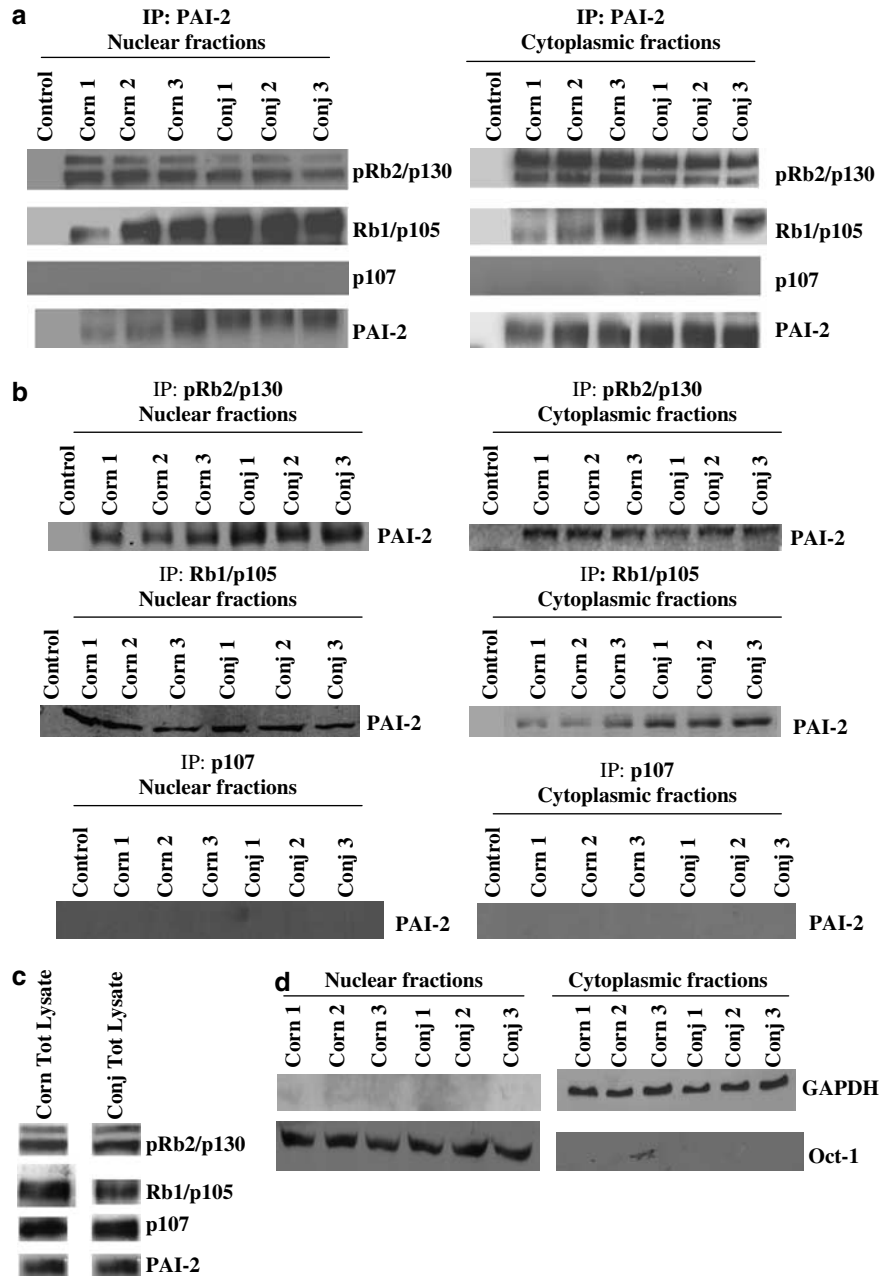 a
IP: PAI-2
Nuclear fractions
Control Corn 1 Corn 2 Corn 3 Conj 1 Conj 2 Conj 3
pRb2/p130
Rb1/p105
p107
PAI-2
IP: PAI-2
Cytoplasmic fractions
Control Corn 1 Corn 2 Corn 3 Conj 1 Conj 2 Conj 3
pRb2/p130
Rb1/p105
p107
PAI-2
b
IP: pRb2/p130
Nuclear fractions
Control Corn 1 Corn 2 Corn 3 Conj 1 Conj 2 Conj 3
PAI-2
IP: pRb2/p130
Cytoplasmic fractions
Control Corn 1 Corn 2 Corn 3 Conj 1 Conj 2 Conj 3
PAI-2
IP: Rb1/p105
Nuclear fractions
Control Corn 1 Corn 2 Corn 3 Conj 1 Conj 2 Conj 3
PAI-2
IP: Rb1/p105
Cytoplasmic fractions
Control Corn 1 Corn 2 Corn 3 Conj 1 Conj 2 Conj 3
PAI-2
IP: p107
Nuclear fractions
Control Corn 1 Corn 2 Corn 3 Conj 1 Conj 2 Conj 3
PAI-2
IP: p107
Cytoplasmic fractions
Control Corn 1 Corn 2 Corn 3 Conj 1 Conj 2 Conj 3
PAI-2
c
Corn Tot Lysate Conj Tot Lysate
pRb2/p130
Rb1/p105
p107
PAI-2
d
Nuclear fractions
Corn 1 Corn 2 Corn 3 Conj 1 Conj 2 Conj 3
Cytoplasmic fractions
Corn 1 Corn 2 Corn 3 Conj 1 Conj 2 Conj 3
GAPDH
Oct-1